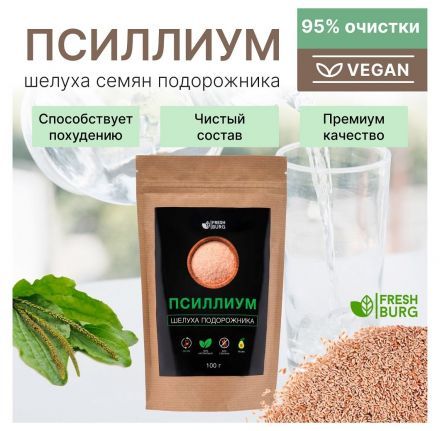 ПСИЛЛИУМ
шелуха семян подорожника
95% очистки
VEGAN
Способствует
похудению
Чистый
состав
Премиум
качество
FRESH
BURG
ПСИЛЛИУМ
ШЕЛУХА ПОДОРОЖНИКА
100 г
FRESH
BURG